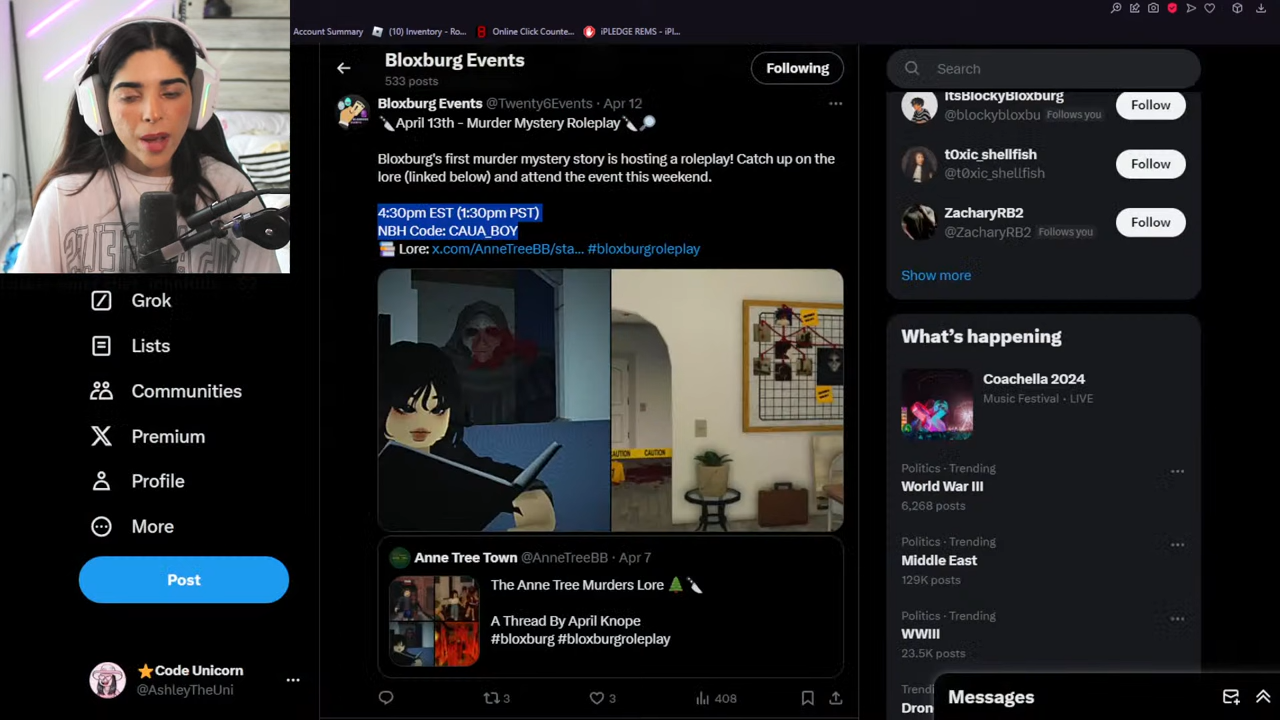 Account Summary
(10) Inventory - Ro...
Online Click Counte...
iPLEDGE REMS - iPl...
Bloxburg Events
533 posts
Following
Search
Bloxburg Events @Twenty6Events · Apr 12
🔪April 13th - Murder Mystery Roleplay🔪🔎
Bloxburg's first murder mystery story is hosting a roleplay! Catch up on the
lore (linked below) and attend the event this weekend.
4:30pm EST (1:30pm PST)
NBH Code: CAUA_BOY
📚 Lore: x.com/AnneTreeBB/sta... #bloxburgroleplay
CAUTION
Anne Tree Town @AnneTreeBB · Apr 7
The Anne Tree Murders Lore 🌲🔪
A Thread By April Knope
#bloxburg #bloxburgroleplay
3
3
408
Grok
Lists
Communities
Premium
Profile
More
Post
⭐Code Unicorn
@AshleyTheUni
ItsBlockyBloxburg
@blockybloxbu Follows you
Follow
t0xic_shellfish
@t0xic_shellfish
Follow
ZacharyRB2
@ZacharyRB2 Follows you
Follow
Show more
What's happening
Coachella 2024
Music Festival · LIVE
Politics · Trending
World War III
6,268 posts
Politics · Trending
Middle East
129K posts
Politics · Trending
WWIII
23.5K posts
Messages